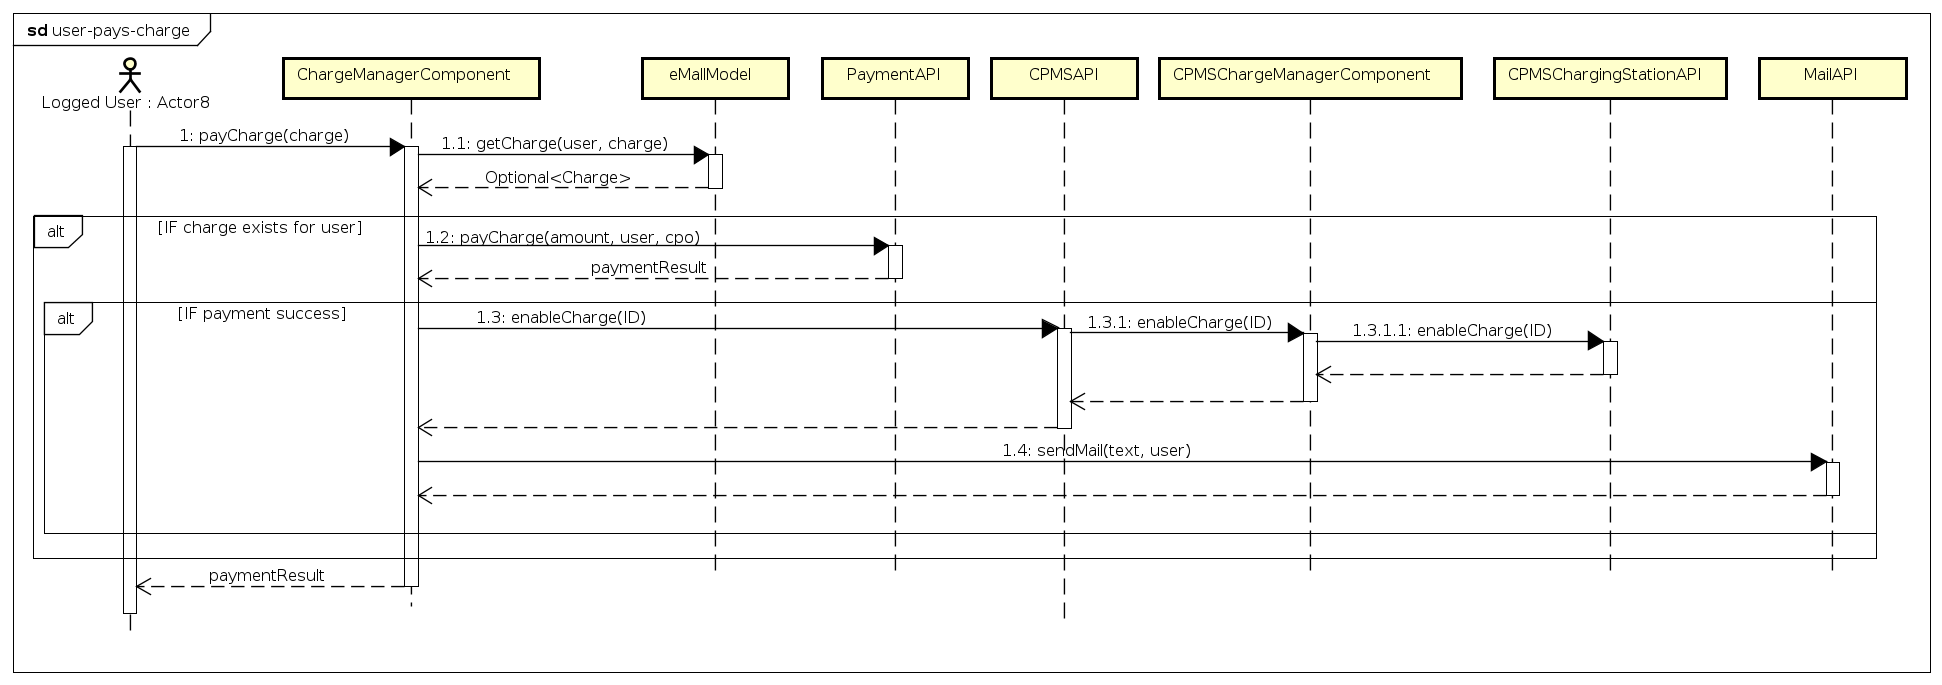 sd user-pays-charge
Logged User : Actor8
ChargeManagerComponent
eMallModel
PaymentAPI
CPMSAPI
CPMSChargeManagerComponent
CPMSChargingStationAPI
MailAPI
1: payCharge(charge)
1.1: getCharge(user, charge)
Optional<Charge>
alt
[IF charge exists for user]
1.2: payCharge(amount, user, cpo)
paymentResult
alt
[IF payment success]
1.3: enableCharge(ID)
1.3.1: enableCharge(ID)
1.3.1.1: enableCharge(ID)
1.4: sendMail(text, user)
paymentResult